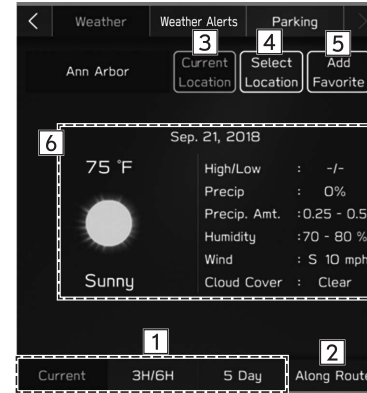 Weather Weather Alerts Parking
3 4 5
Ann Arbor
Current Location
Select Location
Add Favorite
6
Sep. 21, 2018
75 °F
Sunny
High/Low : -/-
Precip : 0%
Precip. Amt. :0.25 - 0.5
Humidity :70 - 80 %
Wind : S 10 mph
Cloud Cover : Clear
1 2
Current 3H/6H 5 Day Along Route